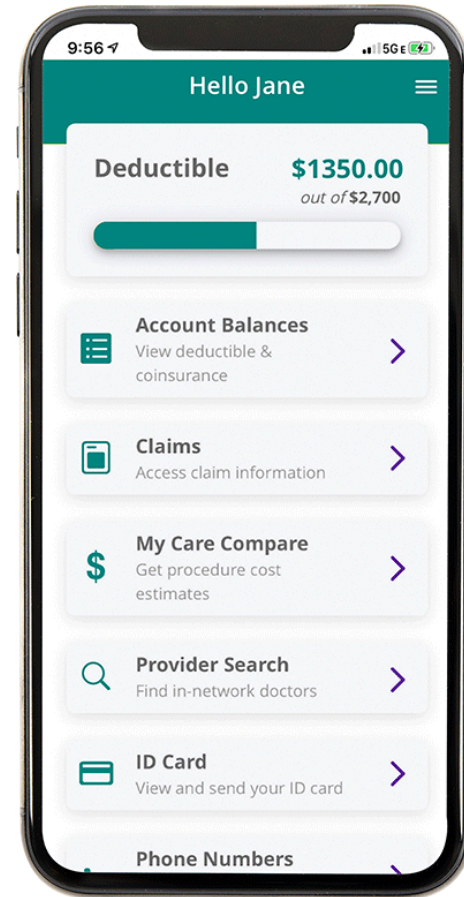 9:56
5G E
Hello Jane
Deductible $1350.00
out of $2,700
Account Balances
View deductible &
coinsurance
Claims
Access claim information
My Care Compare
Get procedure cost
estimates
Provider Search
Find in-network doctors
ID Card
View and send your ID card
Phone Numbers